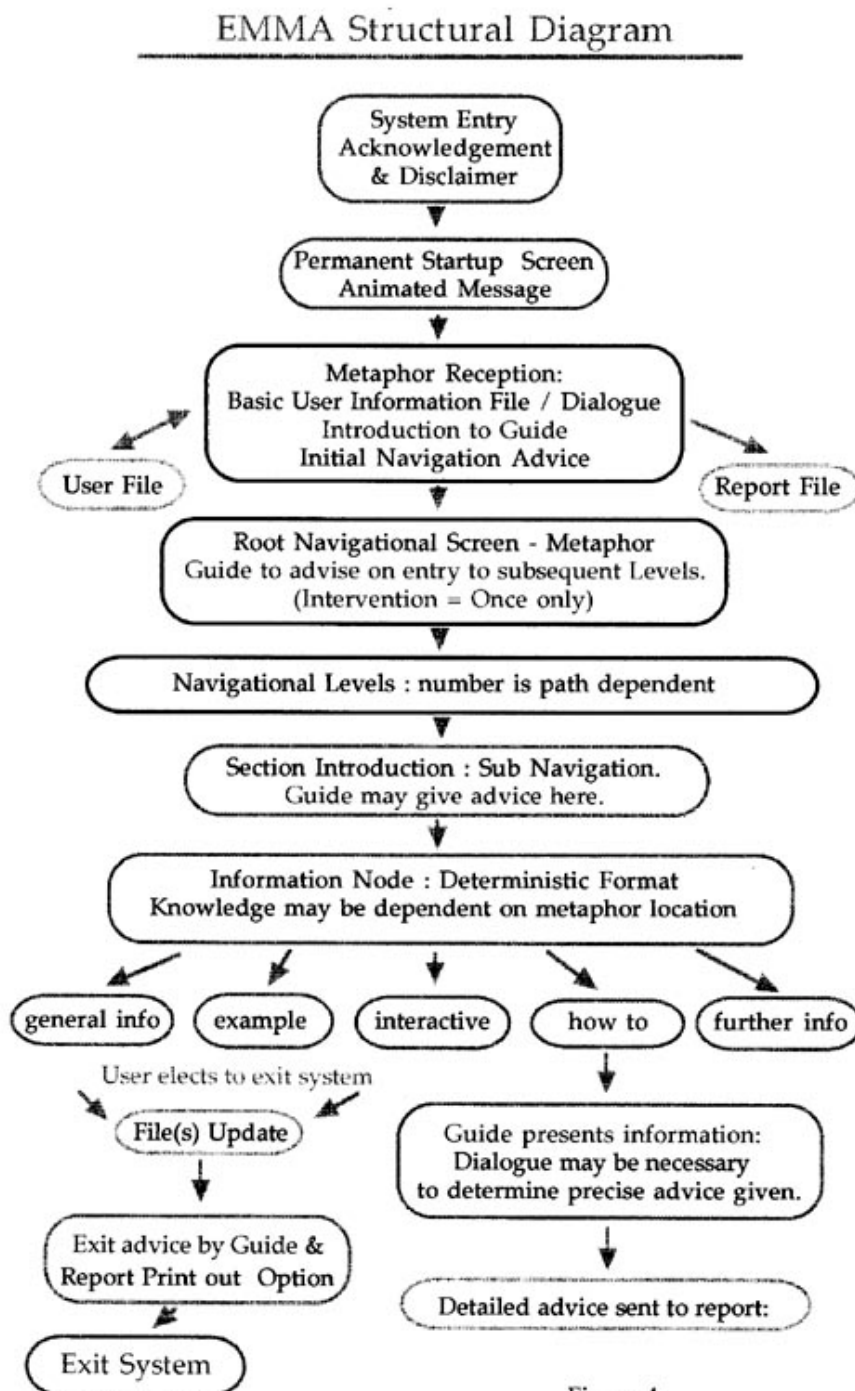 EMMA Structural Diagram
System Entry
Acknowledgement
& Disclaimer
Permanent Startup Screen
Animated Message
Metaphor Reception:
Basic User Information File / Dialogue
Introduction to Guide
Initial Navigation Advice
User File
Report File
Root Navigational Screen - Metaphor
Guide to advise on entry to subsequent Levels.
(Intervention = Once only)
Navigational Levels : number is path dependent
Section Introduction : Sub Navigation.
Guide may give advice here.
Information Node : Deterministic Format
Knowledge may be dependent on metaphor location
general info
example
interactive
how to
further info
User elects to exit system
File(s) Update
Exit advice by Guide &
Report Print out Option
Exit System
Guide presents information:
Dialogue may be necessary
to determine precise advice given.
Detailed advice sent to report: